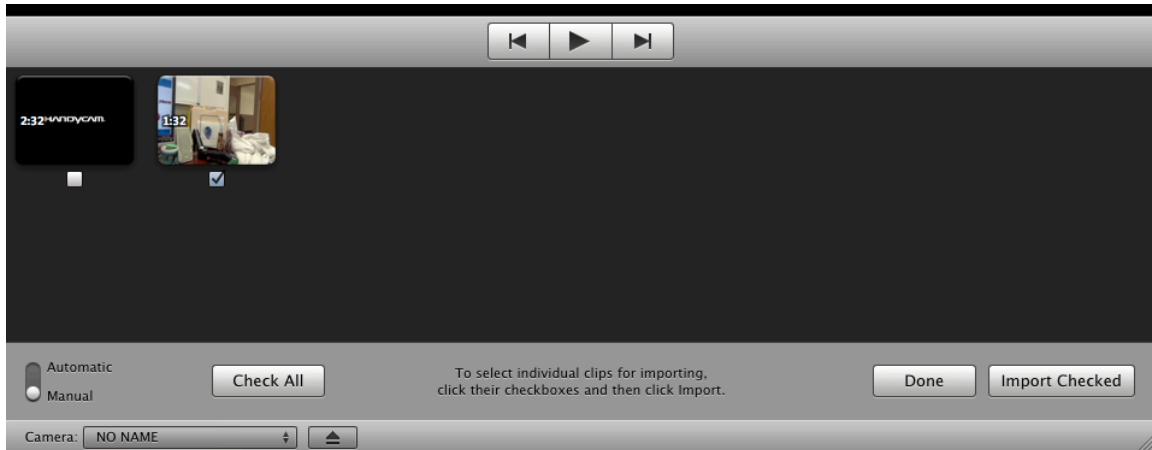 2:32 HANDYCAM
1:32
Automatic
Manual
Check All
To select individual clips for importing,
click their checkboxes and then click Import.
Done
Import Checked
Camera: NO NAME